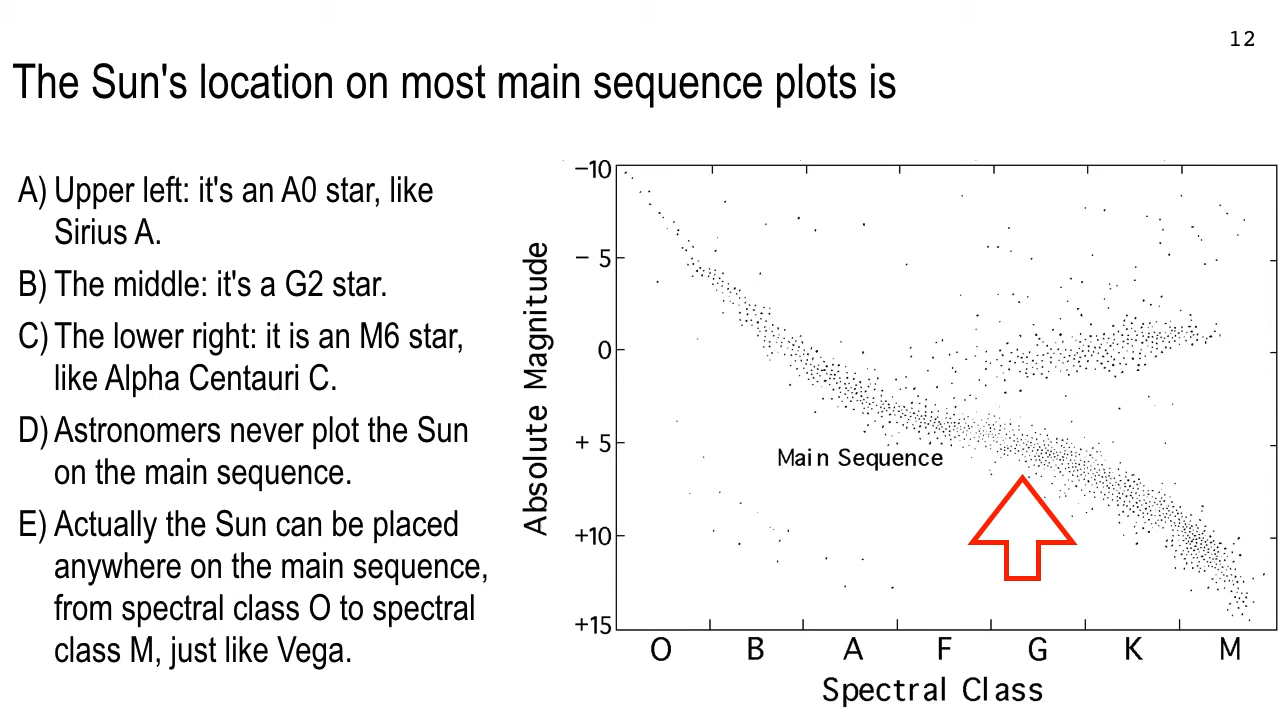 12
The Sun's location on most main sequence plots is
A) Upper left: it's an A0 star, like
Sirius A.
B) The middle: it's a G2 star.
C) The lower right: it is an M6 star,
like Alpha Centauri C.
D) Astronomers never plot the Sun
on the main sequence.
E) Actually the Sun can be placed
anywhere on the main sequence,
from spectral class O to spectral
class M, just like Vega.
Absolute Magnitude
−10
− 5
0
+ 5
+10
+15
Main Sequence
O B A F G K M
Spectral Class